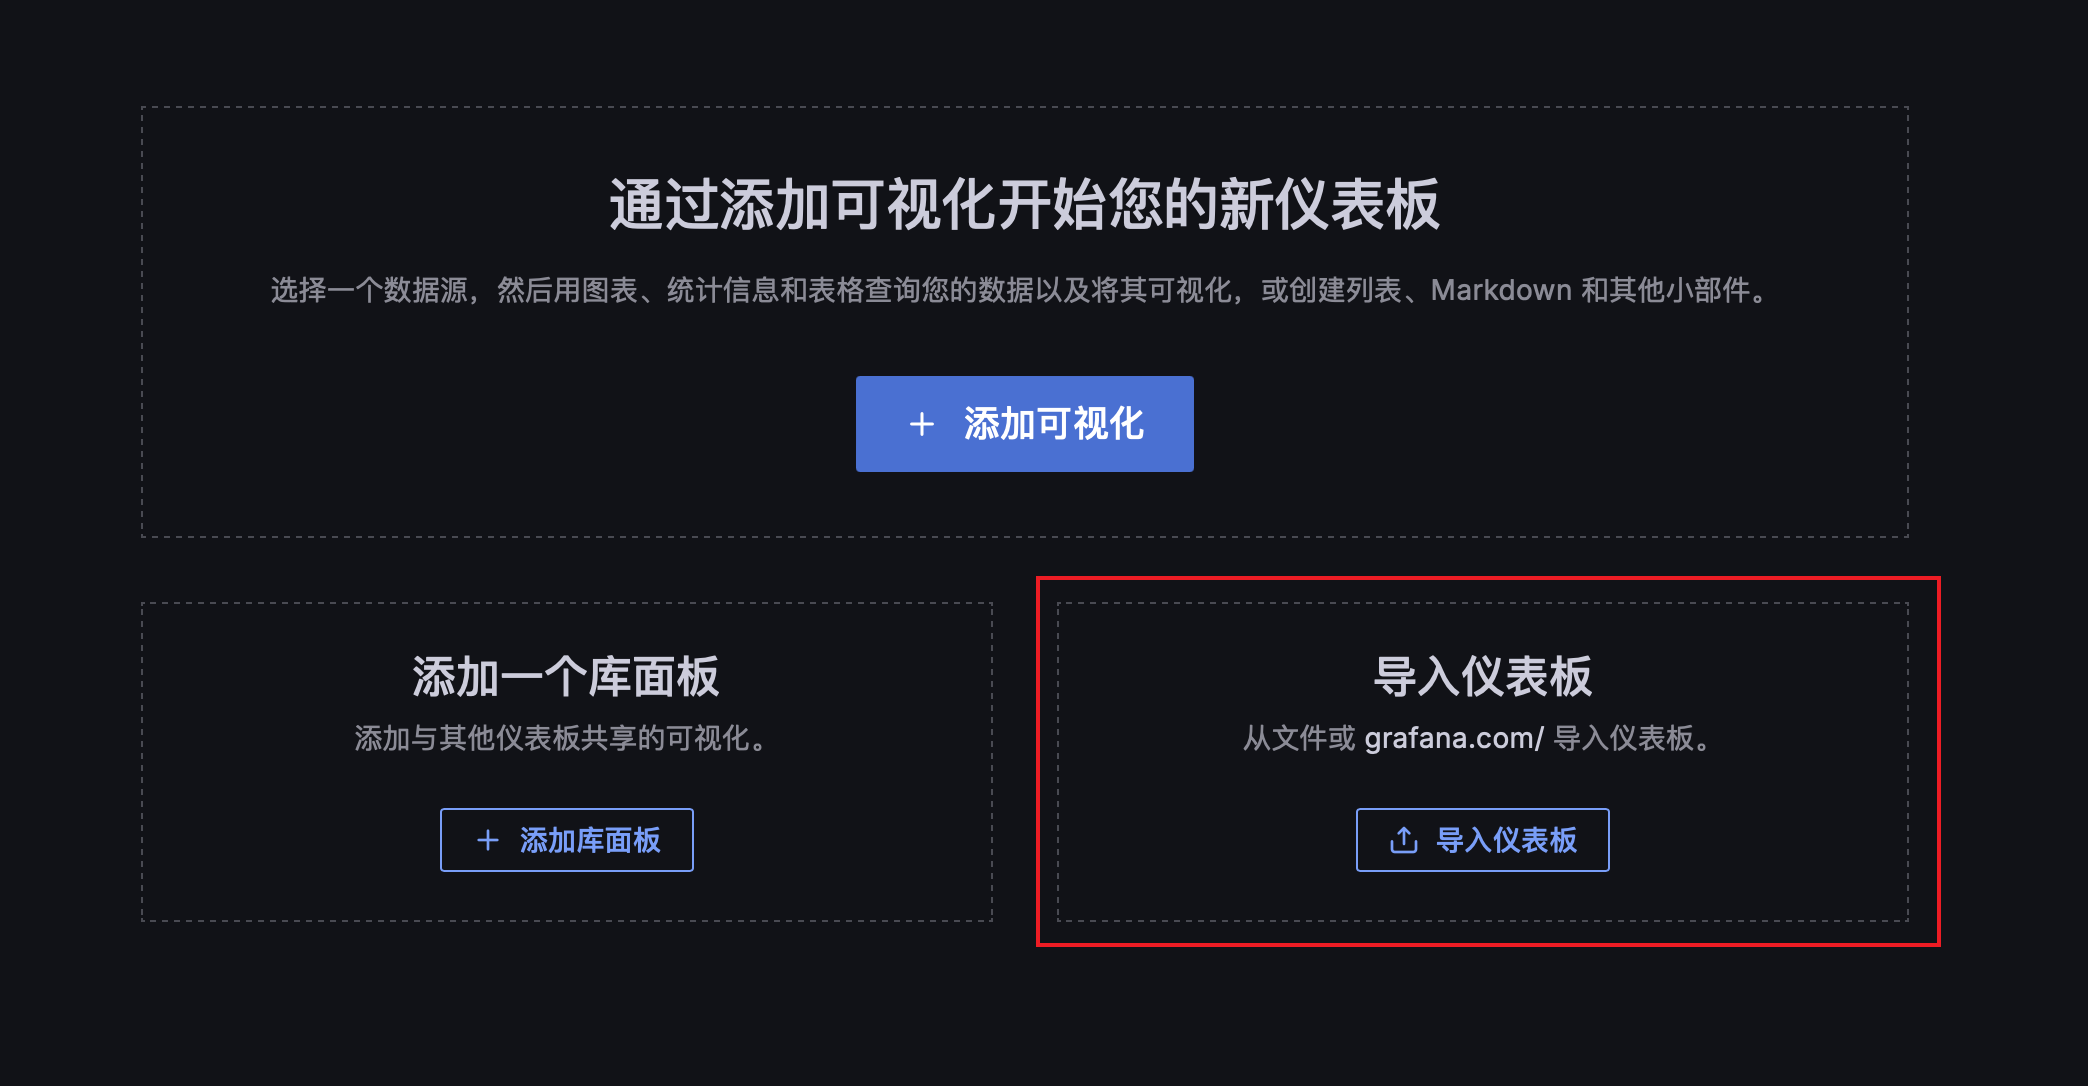 通过添加可视化开始您的新仪表板
选择一个数据源，然后用图表、统计信息和表格查询您的数据以及将其可视化，或创建列表、Markdown 和其他小部件。
+ 添加可视化
添加一个库面板
添加与其他仪表板共享的可视化。
+ 添加库面板
导入仪表板
从文件或 grafana.com/ 导入仪表板。
导入仪表板